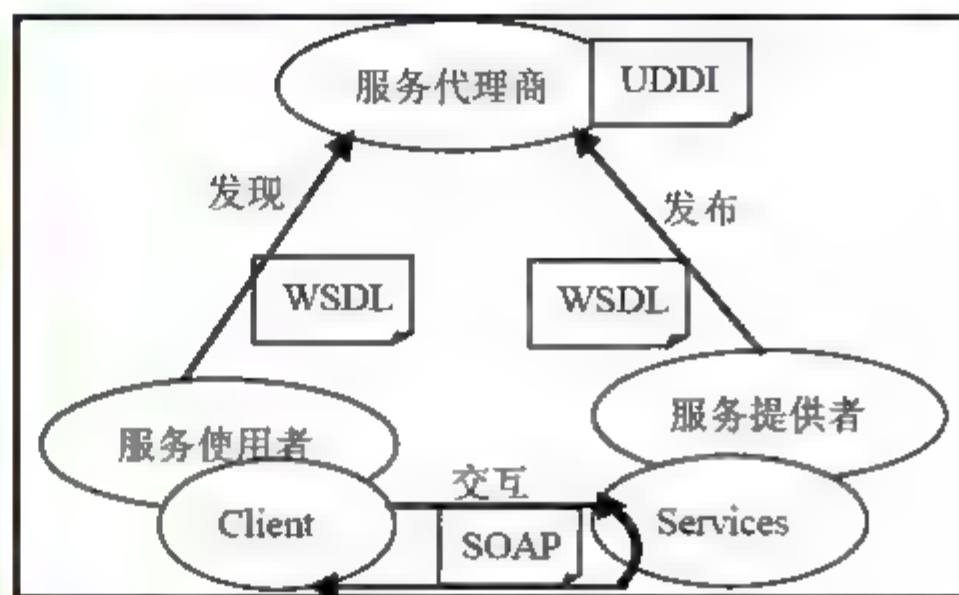 服务代理商
UDDI
发现
发布
WSDL
WSDL
服务使用者
服务提供者
交互
Client
Services
SOAP